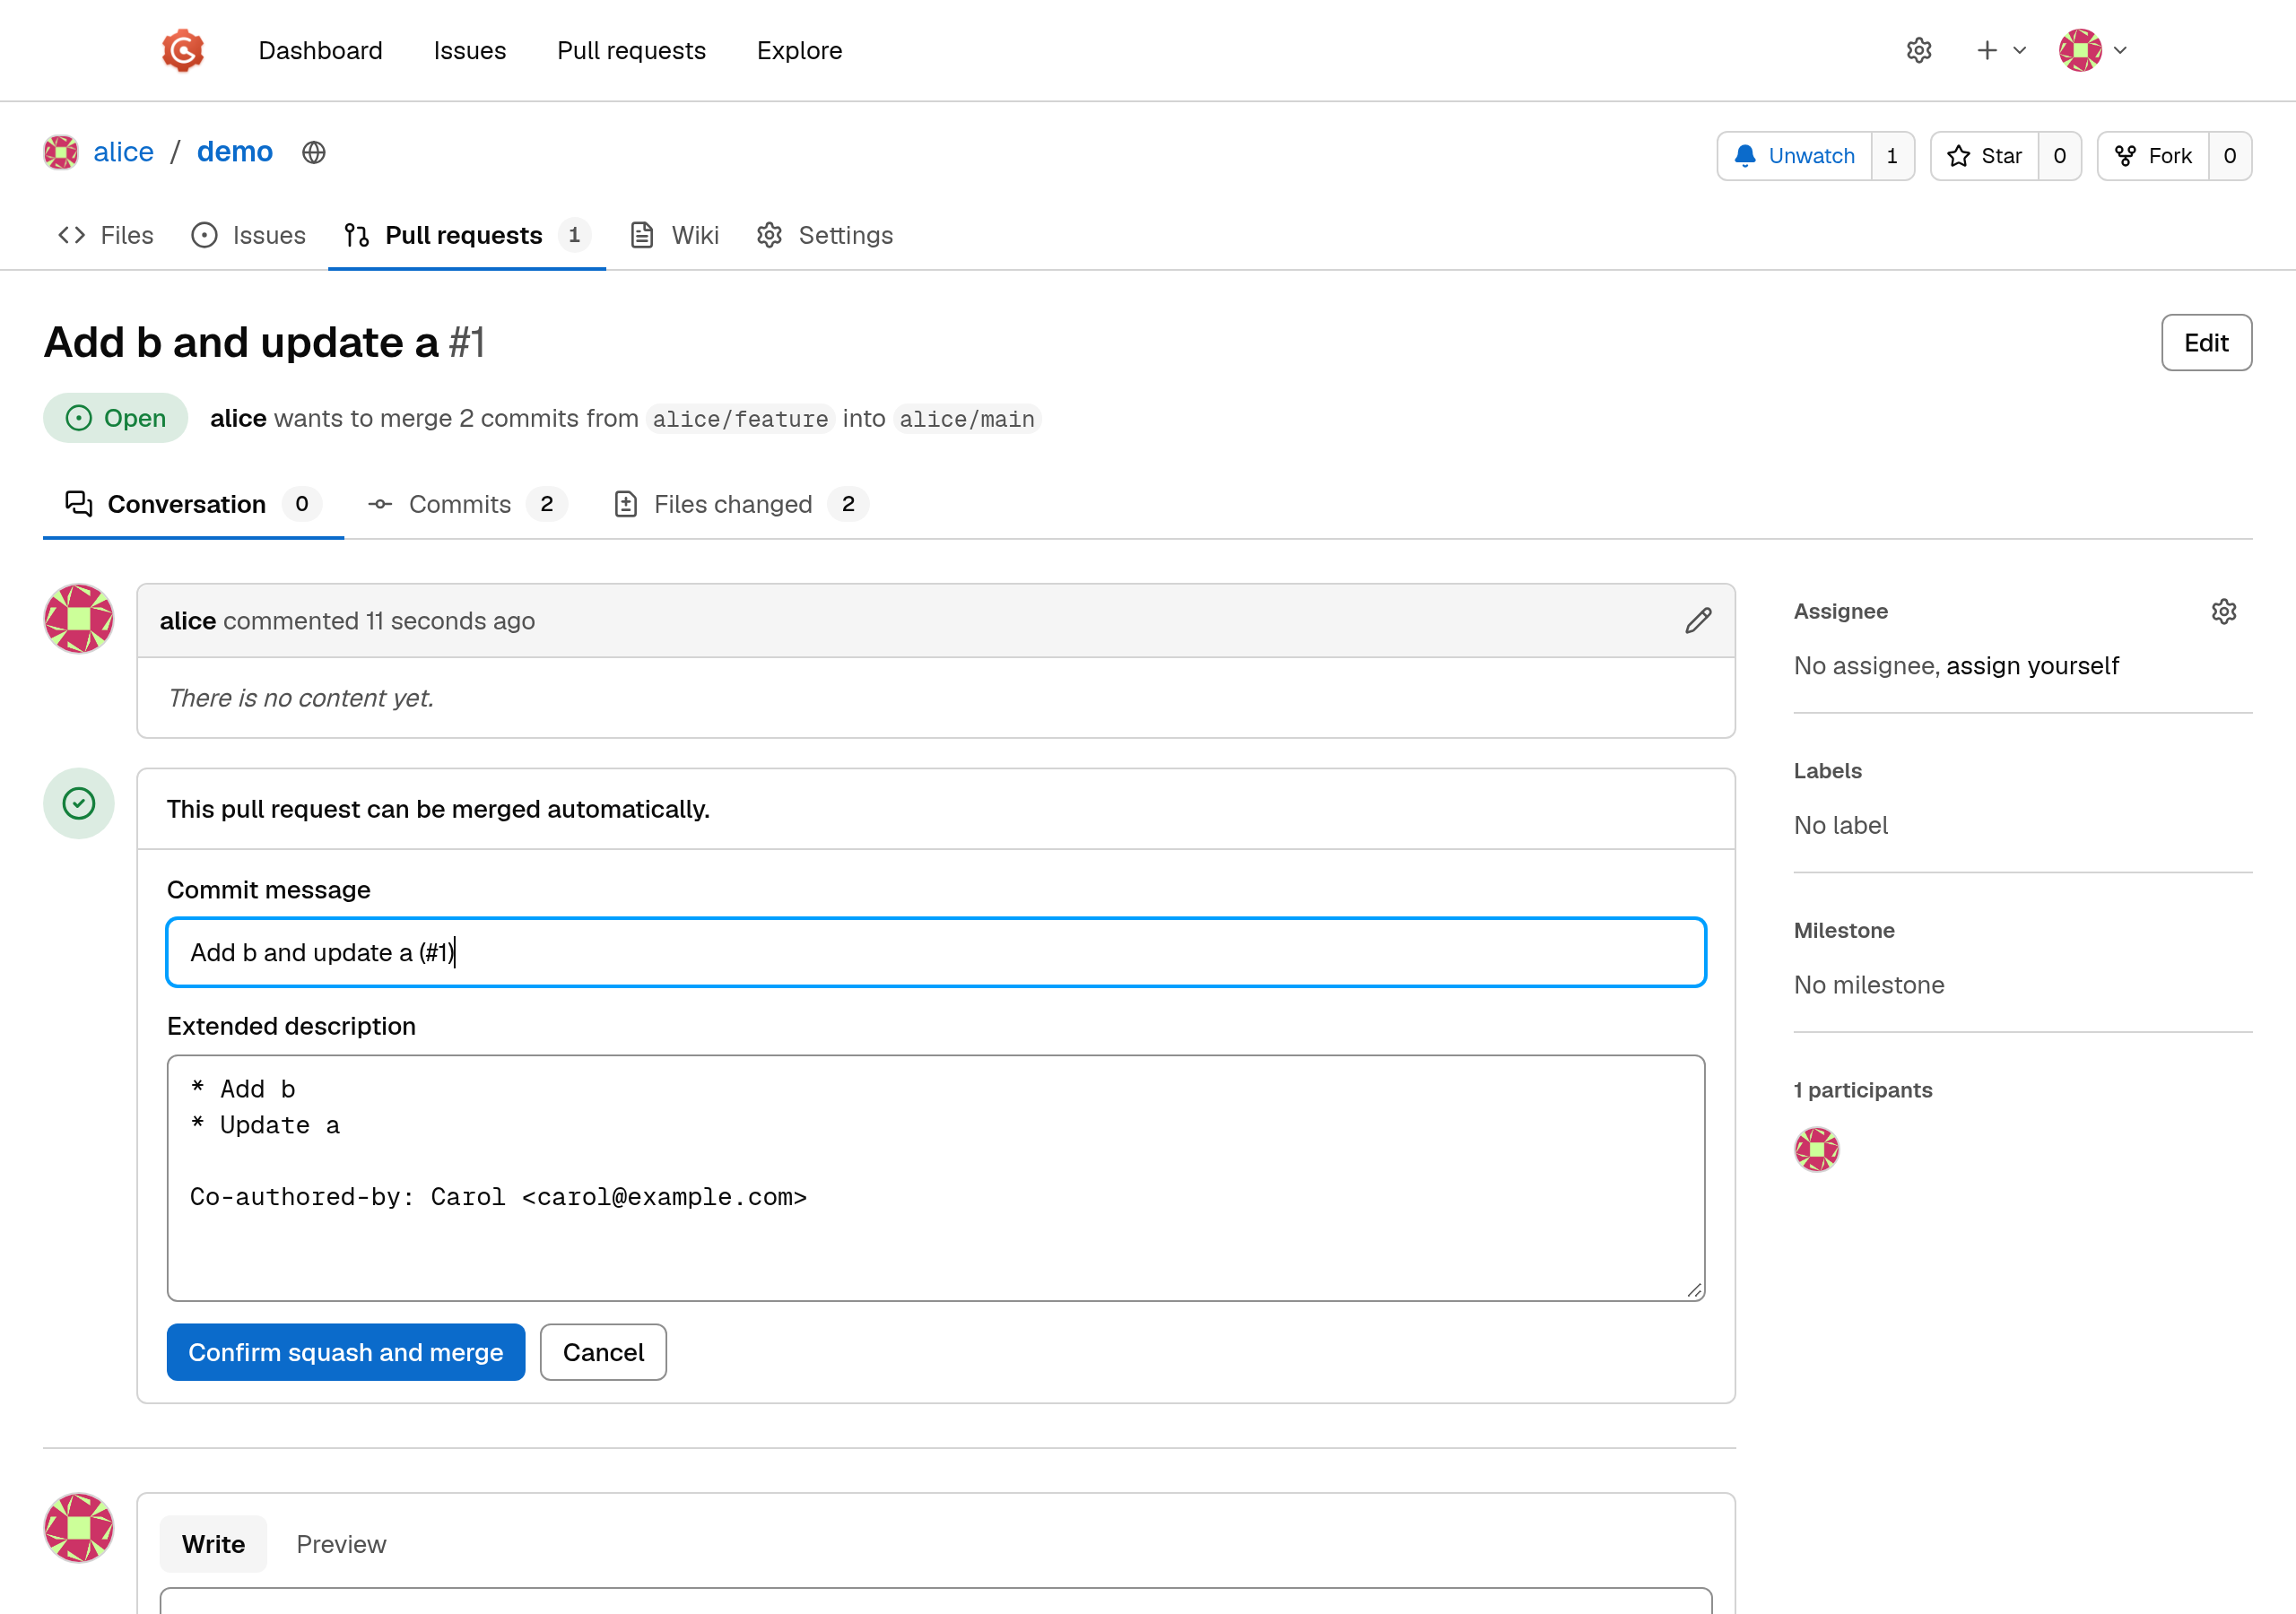 Dashboard Issues Pull requests Explore
alice / demo
Unwatch 1 Star 0 Fork 0
Files Issues Pull requests 1 Wiki Settings
Add b and update a #1
Edit
Open alice wants to merge 2 commits from alice/feature into alice/main
Conversation 0 Commits 2 Files changed 2
alice commented 11 seconds ago
There is no content yet.
This pull request can be merged automatically.
Commit message
Add b and update a (#1)
Extended description
* Add b
* Update a
Co-authored-by: Carol <carol@example.com>
Confirm squash and merge Cancel
Write Preview
Assignee
No assignee, assign yourself
Labels
No label
Milestone
No milestone
1 participants